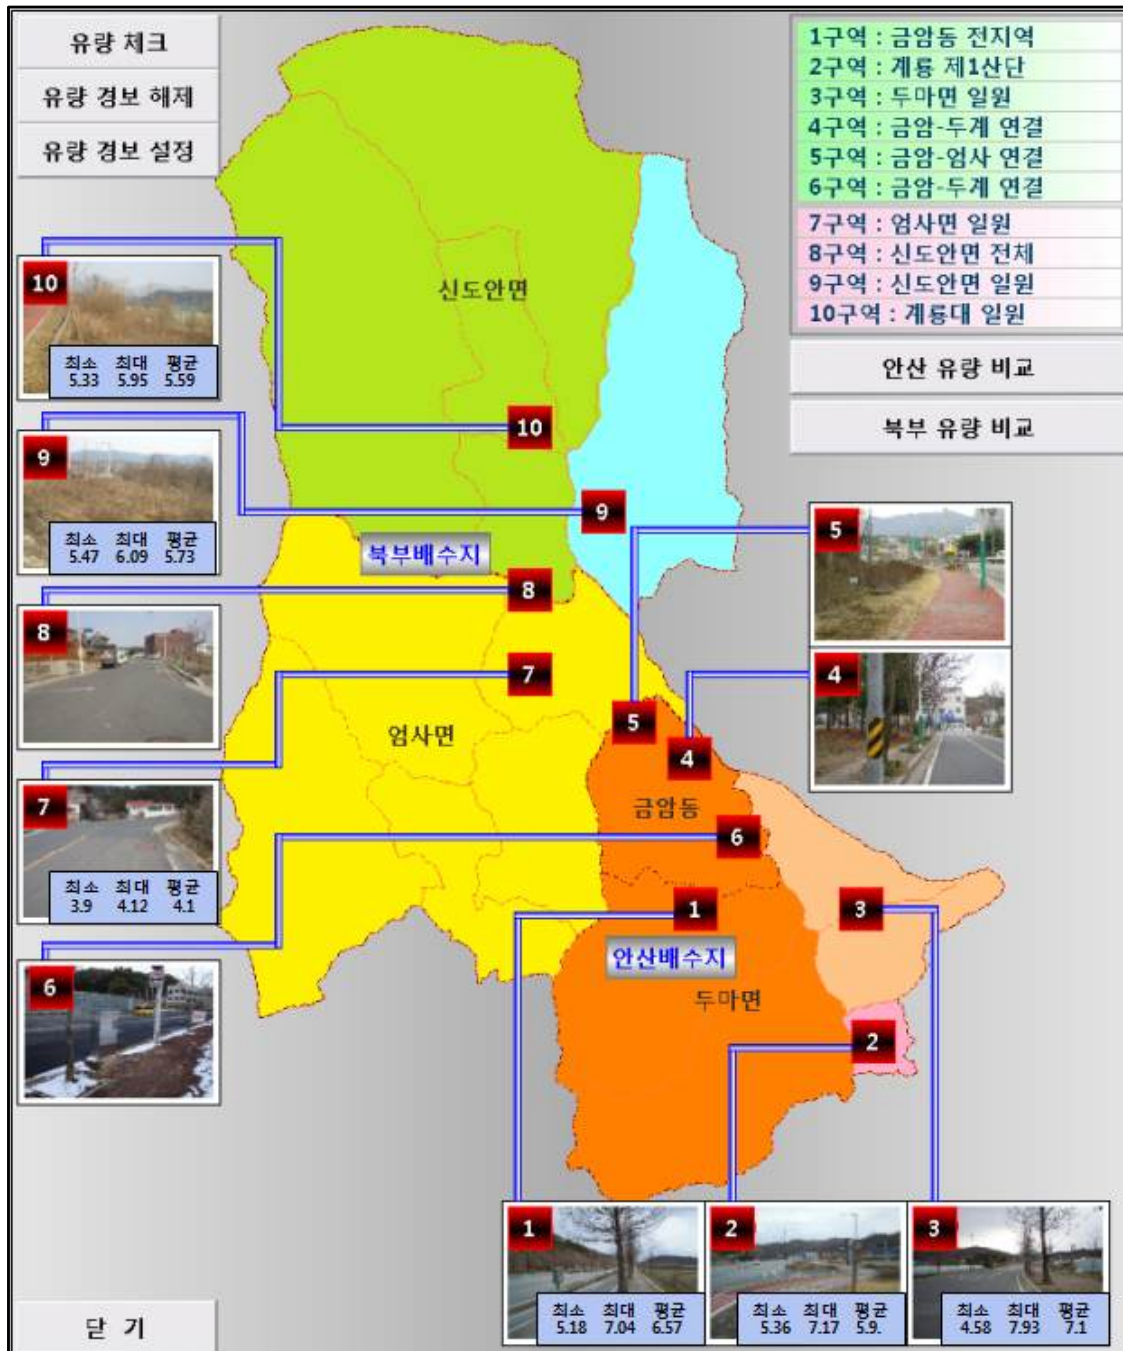 유량 체크
유량 경보 해제
유량 경보 설정
1구역 : 금암동 전지역
2구역 : 계룡 제1산단
3구역 : 두마면 일원
4구역 : 금암-두계 연결
5구역 : 금암-엄사 연결
6구역 : 금암-두계 연결
7구역 : 엄사면 일원
8구역 : 신도안면 전체
9구역 : 신도안면 일원
10구역 : 계룡대 일원
안산 유량 비교
북부 유량 비교
신도안면
10
최소 최대 평균
5.33 5.95 5.59
10
9
최소 최대 평균
5.47 6.09 5.73
9
북부배수지
5
8
8
4
7
엄사면
5
4
7
최소 최대 평균
3.9 4.12 4.1
금암동
6
6
1
3
안산배수지
두마면
2
1
최소 최대 평균
5.18 7.04 6.57
2
최소 최대 평균
5.36 7.17 5.9.
3
최소 최대 평균
4.58 7.93 7.1
닫 기